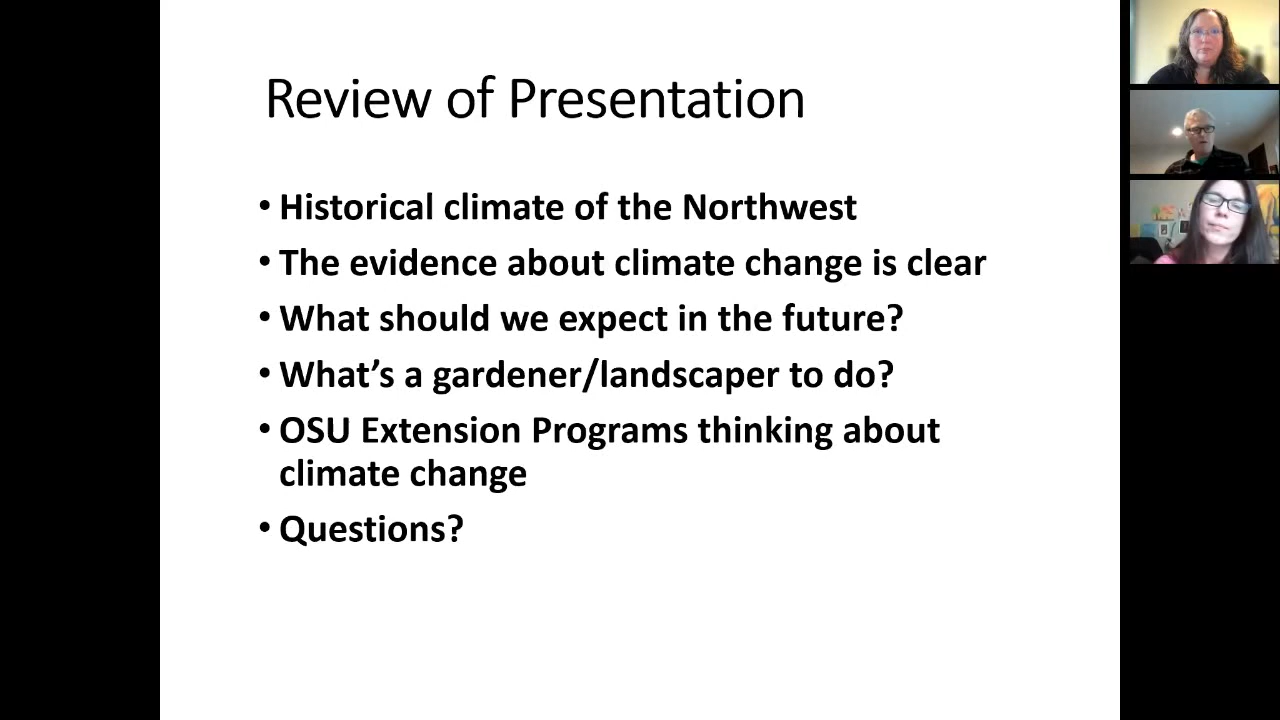 Review of Presentation
• Historical climate of the Northwest
• The evidence about climate change is clear
• What should we expect in the future?
• What’s a gardener/landscaper to do?
• OSU Extension Programs thinking about
climate change
• Questions?